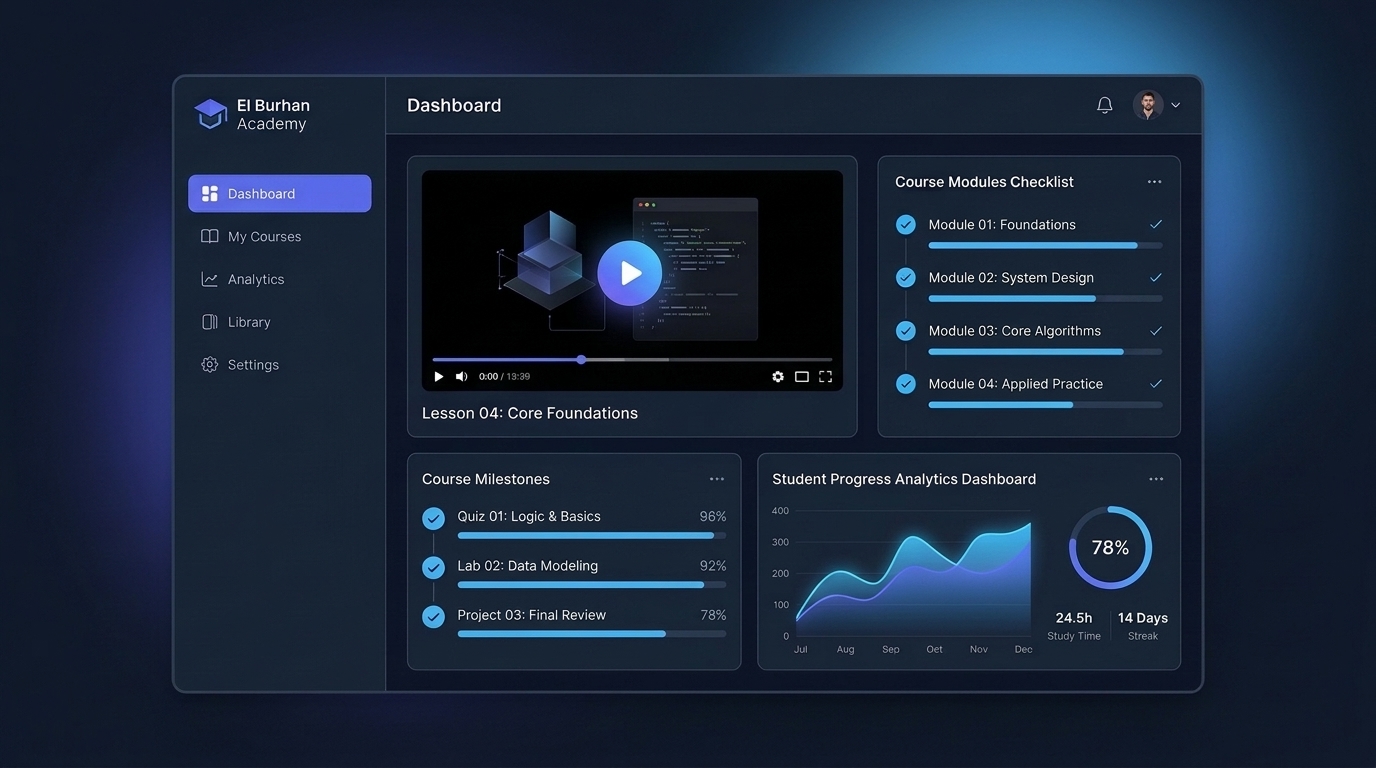 El Burhan
Academy
Dashboard
My Courses
Analytics
Library
Settings
Dashboard
0:00 / 13:39
Lesson 04: Core Foundations
Course Modules Checklist
Module 01: Foundations
Module 02: System Design
Module 03: Core Algorithms
Module 04: Applied Practice
Course Milestones
Quiz 01: Logic & Basics 96%
Lab 02: Data Modeling 92%
Project 03: Final Review 78%
Student Progress Analytics Dashboard
400
300
200
100
0
Jul Aug Sep Oet Nov Dec
78%
24.5h 14 Days
Study Time Streak